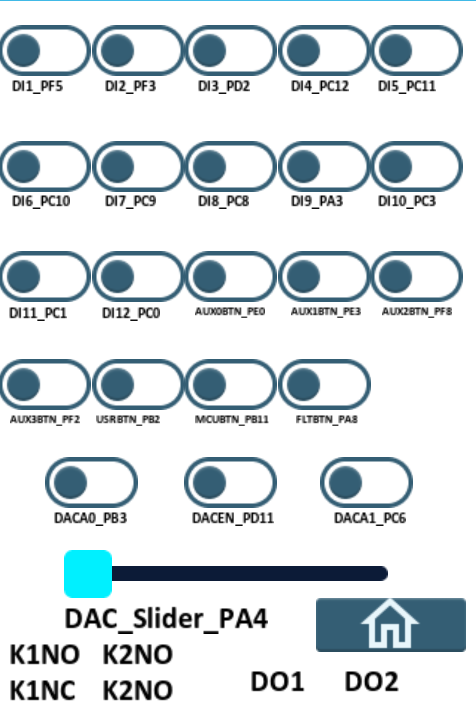 DI1_PF5 DI2_PF3 DI3_PD2 DI4_PC12 DI5_PC11
DI6_PC10 DI7_PC9 DI8_PC8 DI9_PA3 DI10_PC3
DI11_PC1 DI12_PC0 AUX0BTN_PE0 AUX1BTN_PE3 AUX2BTN_PF8
AUX3BTN_PF2 USRBTN_PB2 MCUBTN_PB11 FLTBTN_PA8
DACA0_PB3 DACEN_PD11 DACA1_PC6
DAC_Slider_PA4
K1NO K2NO
K1NC K2NO DO1 DO2